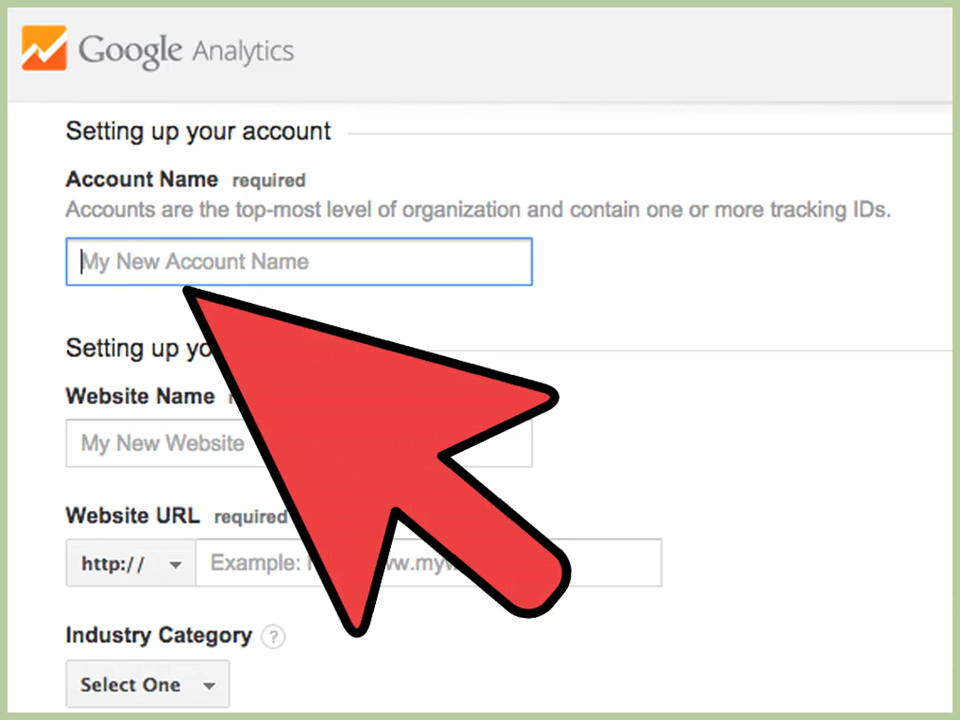 Google Analytics
Setting up your account
Account Name required
Accounts are the top-most level of organization and contain one or more tracking IDs.
My New Account Name
Setting up
Website Name
My New Website
Website URL required
http:// Example:
Industry Category ?
Select One